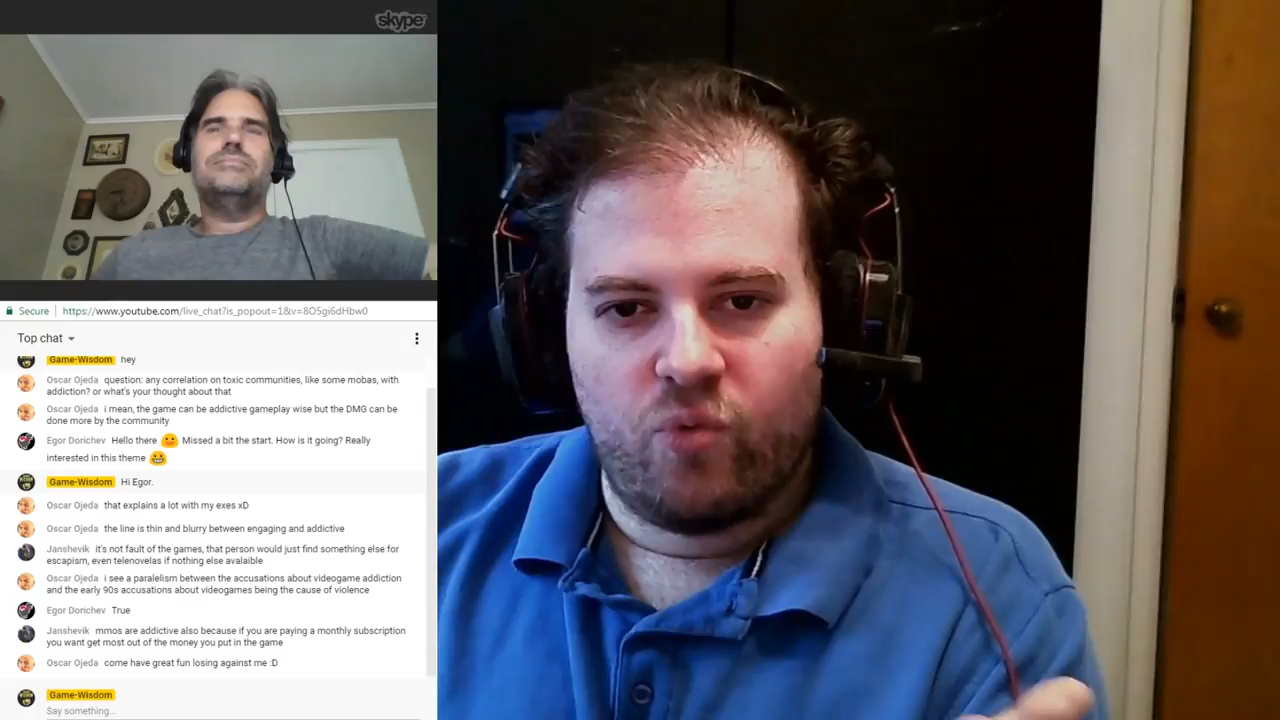 skype
Secure https://www.youtube.com/live_chat?is_popout=1&v=8O5gi6dHbw0
Top chat
Game-Wisdom hey
Oscar Ojeda question: any correlation on toxic communities, like some mobas, with
addiction? or what's your thought about that
Oscar Ojeda i mean, the game can be addictive gameplay wise but the DMG can be
done more by the community
Egor Dorichev Hello there 😛 Missed a bit the start. How is it going? Really
interested in this theme 😀
Game-Wisdom Hi Egor.
Oscar Ojeda that explains a lot with my exes xD
Oscar Ojeda the line is thin and blurry between engaging and addictive
Janshevik it's not fault of the games, that person would just find something else for
escapism, even telenovelas if nothing else avalaible
Oscar Ojeda i see a paralelism between the accusations about videogame addiction
and the early 90s accusations about videogames being the cause of violence
Egor Dorichev True
Janshevik mmos are addictive also because if you are paying a monthly subscription
you want get most out of the money you put in the game
Oscar Ojeda come have great fun losing against me :D
Game-Wisdom
Say something...